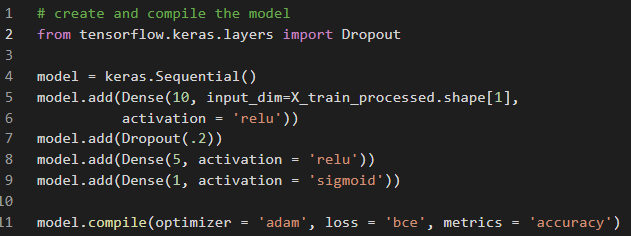 1 # create and compile the model
2 from tensorflow.keras.layers import Dropout
3
4 model = keras.Sequential()
5 model.add(Dense(10, input_dim=X_train_processed.shape[1],
6 activation = 'relu'))
7 model.add(Dropout(.2))
8 model.add(Dense(5, activation = 'relu'))
9 model.add(Dense(1, activation = 'sigmoid'))
10
11 model.compile(optimizer = 'adam', loss = 'bce', metrics = 'accuracy')